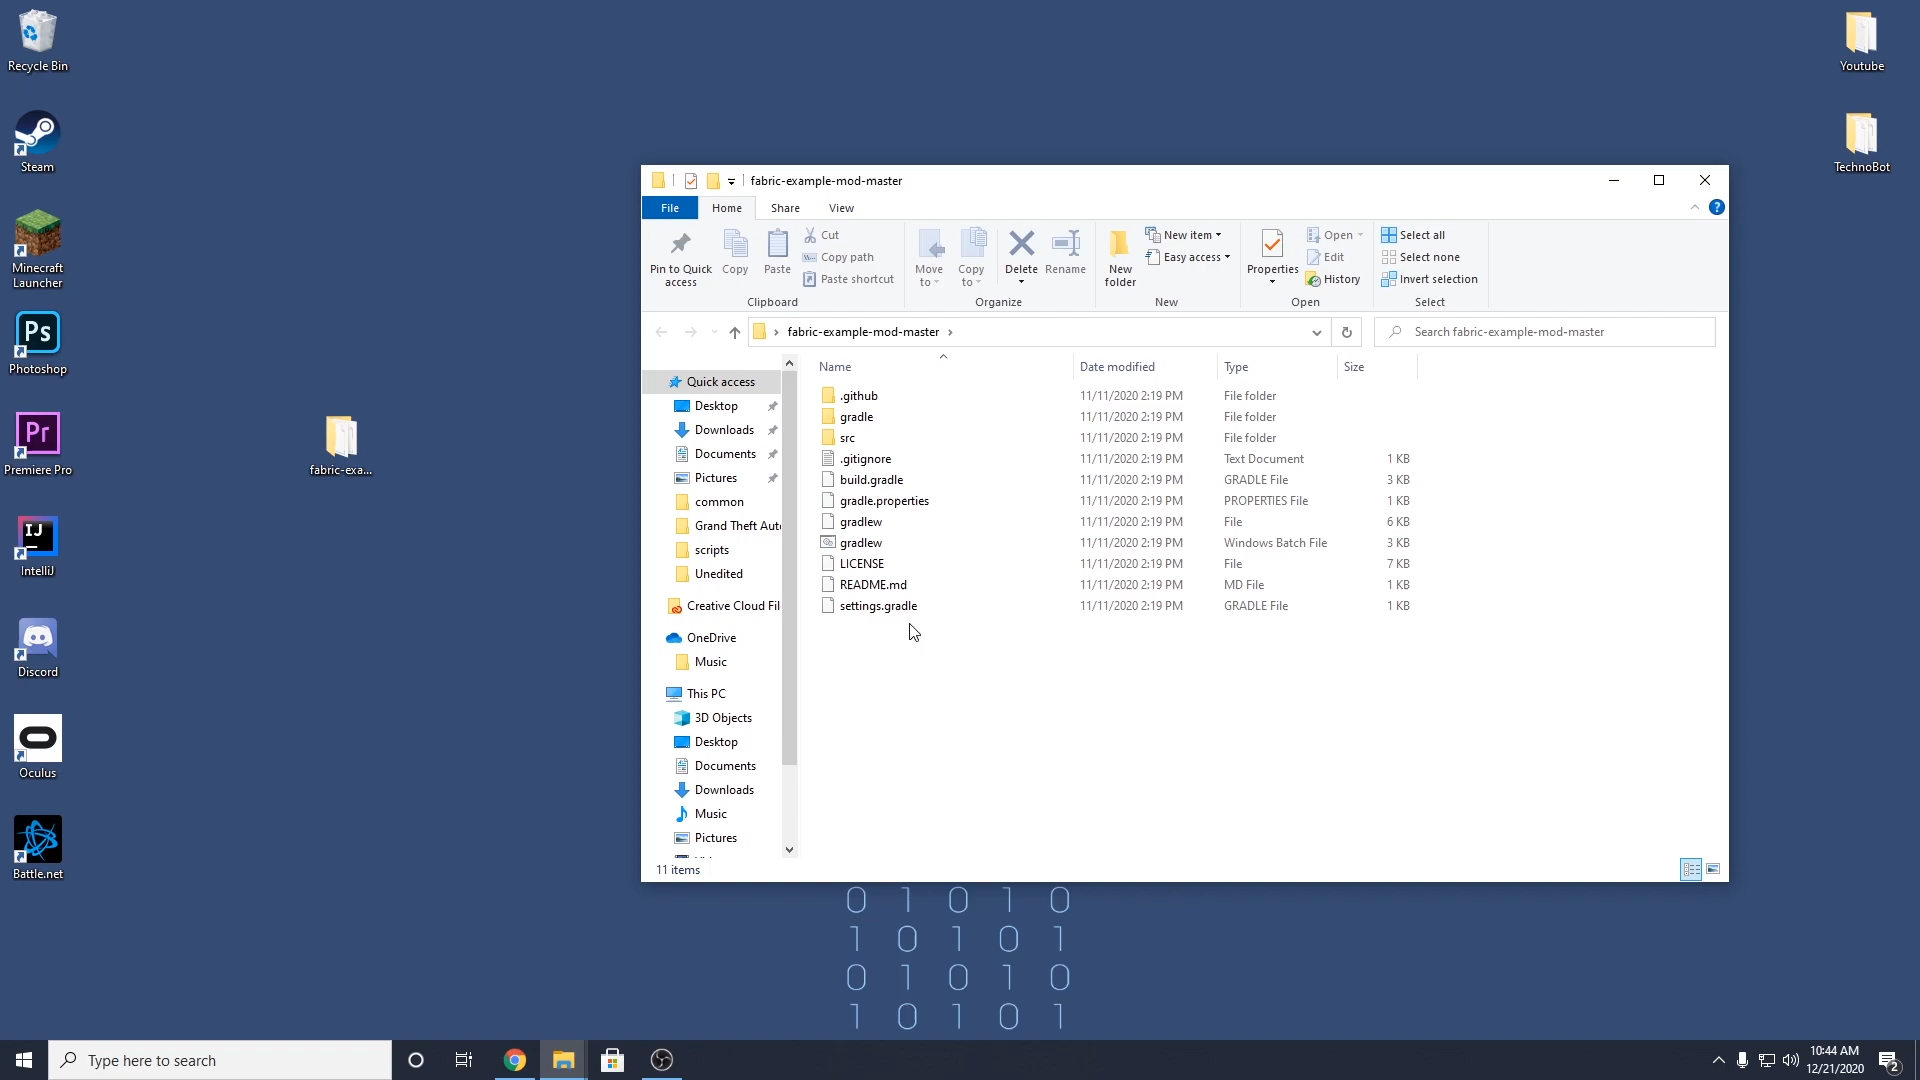 Recycle Bin
Steam
Minecraft
Launcher
Ps
Photoshop
Pr
Premiere Pro
IJ
IntelliJ
Discord
Oculus
Battle.net
fabric-exa...
Youtube
TechnoBot
fabric-example-mod-master
File Home Share View
Pin to Quick access
Copy
Paste
Cut
Copy path
Paste shortcut
Clipboard
Move to
Copy to
Delete
Rename
Organize
New folder
New item
Easy access
New
Properties
Open
Edit
History
Open
Select all
Select none
Invert selection
Select
fabric-example-mod-master
Search fabric-example-mod-master
Quick access
Desktop
Downloads
Documents
Pictures
common
Grand Theft Auto
scripts
Unedited
Creative Cloud Fil
OneDrive
Music
This PC
3D Objects
Desktop
Documents
Downloads
Music
Pictures
Name Date modified Type Size
.github 11/11/2020 2:19 PM File folder
gradle 11/11/2020 2:19 PM File folder
src 11/11/2020 2:19 PM File folder
.gitignore 11/11/2020 2:19 PM Text Document 1 KB
build.gradle 11/11/2020 2:19 PM GRADLE File 3 KB
gradle.properties 11/11/2020 2:19 PM PROPERTIES File 1 KB
gradlew 11/11/2020 2:19 PM File 6 KB
gradlew 11/11/2020 2:19 PM Windows Batch File 3 KB
LICENSE 11/11/2020 2:19 PM File 7 KB
README.md 11/11/2020 2:19 PM MD File 1 KB
settings.gradle 11/11/2020 2:19 PM GRADLE File 1 KB
11 items
0 1 0 1 0
1 0 1 0 1
0 1 0 1 0
1 0 1 0 1
Type here to search
10:44 AM
12/21/2020
2